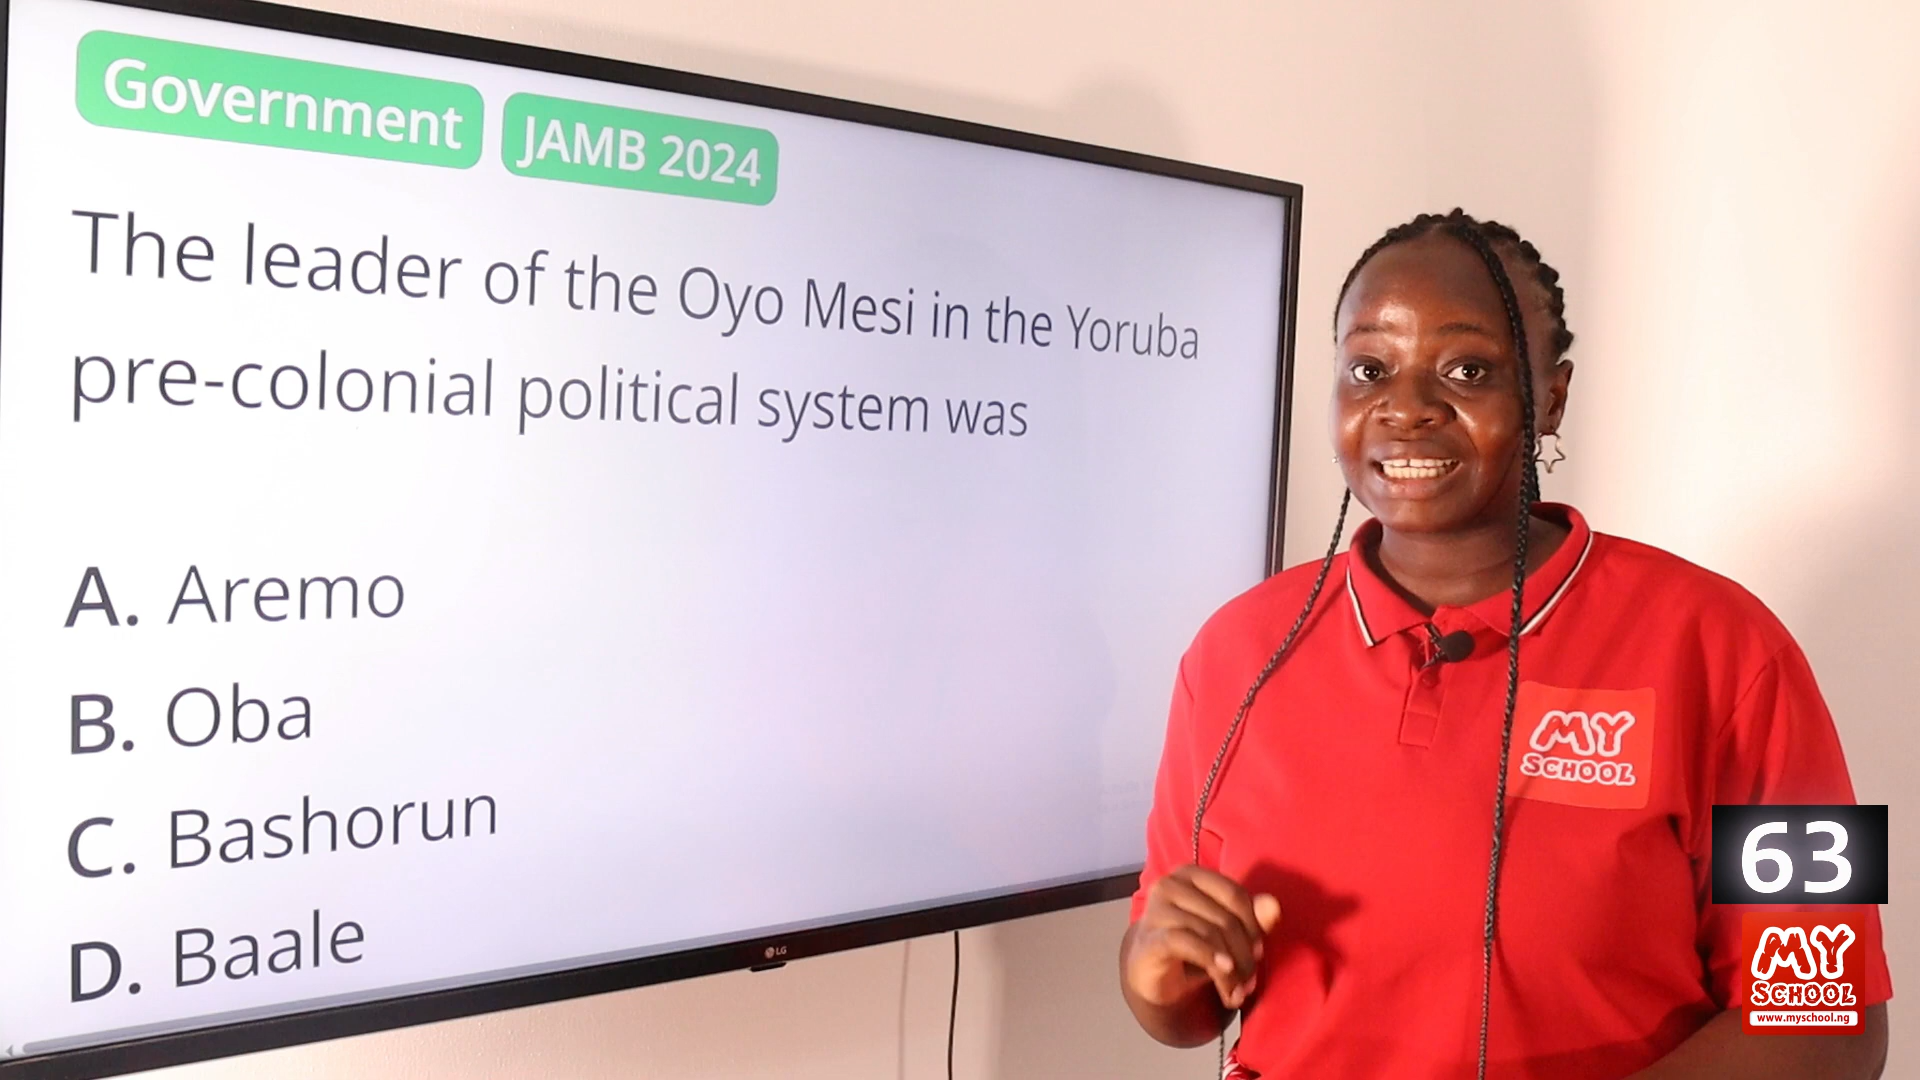 Government JAMB 2024
The leader of the Oyo Mesi in the Yoruba
pre-colonial political system was
A. Aremo
B. Oba
C. Bashorun
D. Baale
LG
MY
SCHOOL
63
MY
SCHOOL
www.myschool.ng